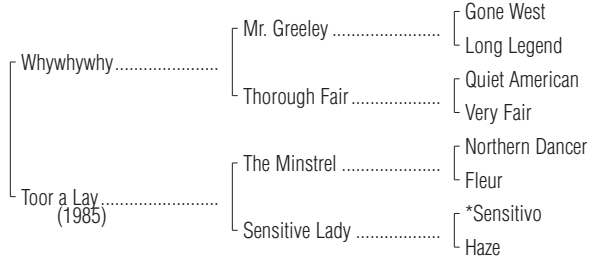 Gone West
Mr. Greeley ........................
Long Legend
Whywhywhy.......................
Quiet American
Thorough Fair....................
Very Fair
Northern Dancer
The Minstrel ......................
Fleur
Toor a Lay..........................
(1985)
*Sensitivo
Sensitive Lady ...................
Haze